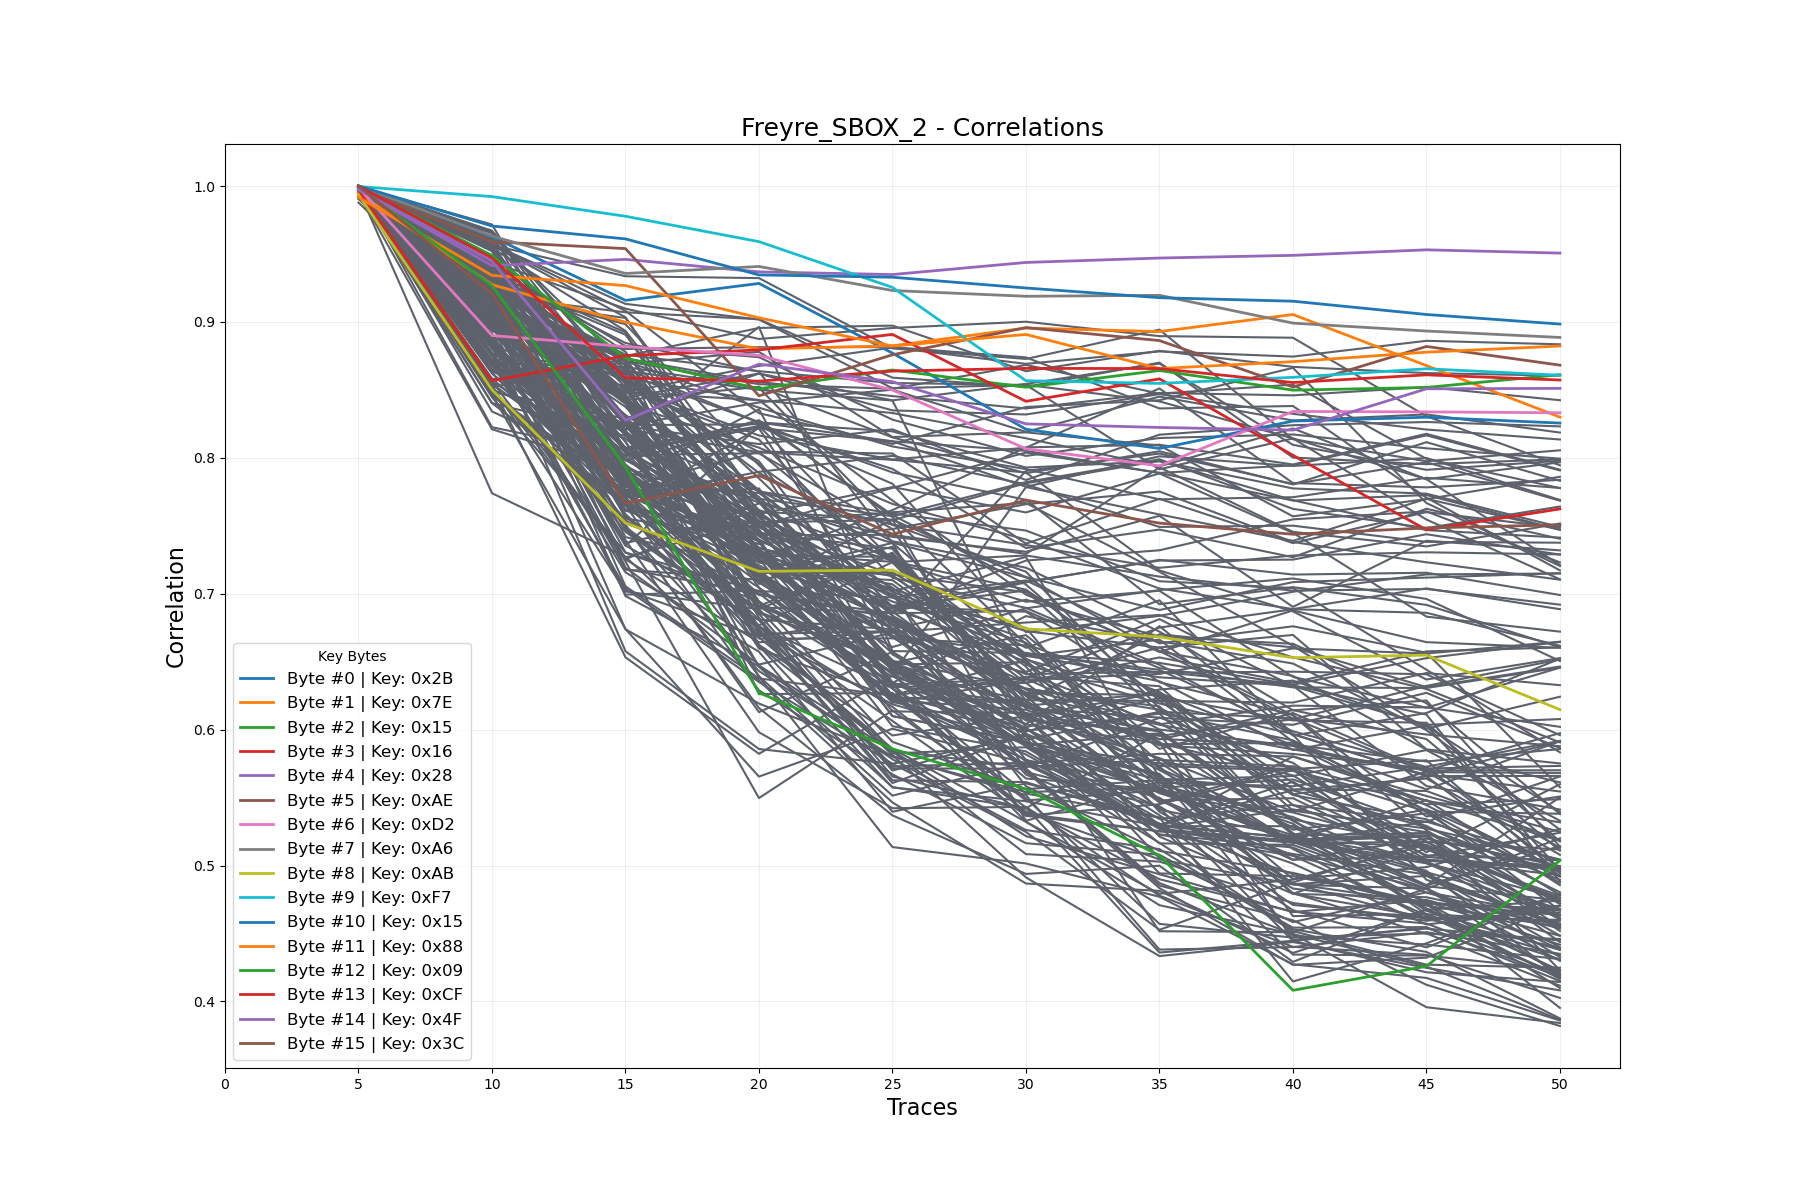 Freyre_SBOX_2 - Correlations
Correlation
1.0
0.9
0.8
0.7
0.6
0.5
0.4
Key Bytes
Byte #0 | Key: 0x2B
Byte #1 | Key: 0x7E
Byte #2 | Key: 0x15
Byte #3 | Key: 0x16
Byte #4 | Key: 0x28
Byte #5 | Key: 0xAE
Byte #6 | Key: 0xD2
Byte #7 | Key: 0xA6
Byte #8 | Key: 0xAB
Byte #9 | Key: 0xF7
Byte #10 | Key: 0x15
Byte #11 | Key: 0x88
Byte #12 | Key: 0x09
Byte #13 | Key: 0xCF
Byte #14 | Key: 0x4F
Byte #15 | Key: 0x3C
0 5 10 15 20 25 30 35 40 45 50
Traces